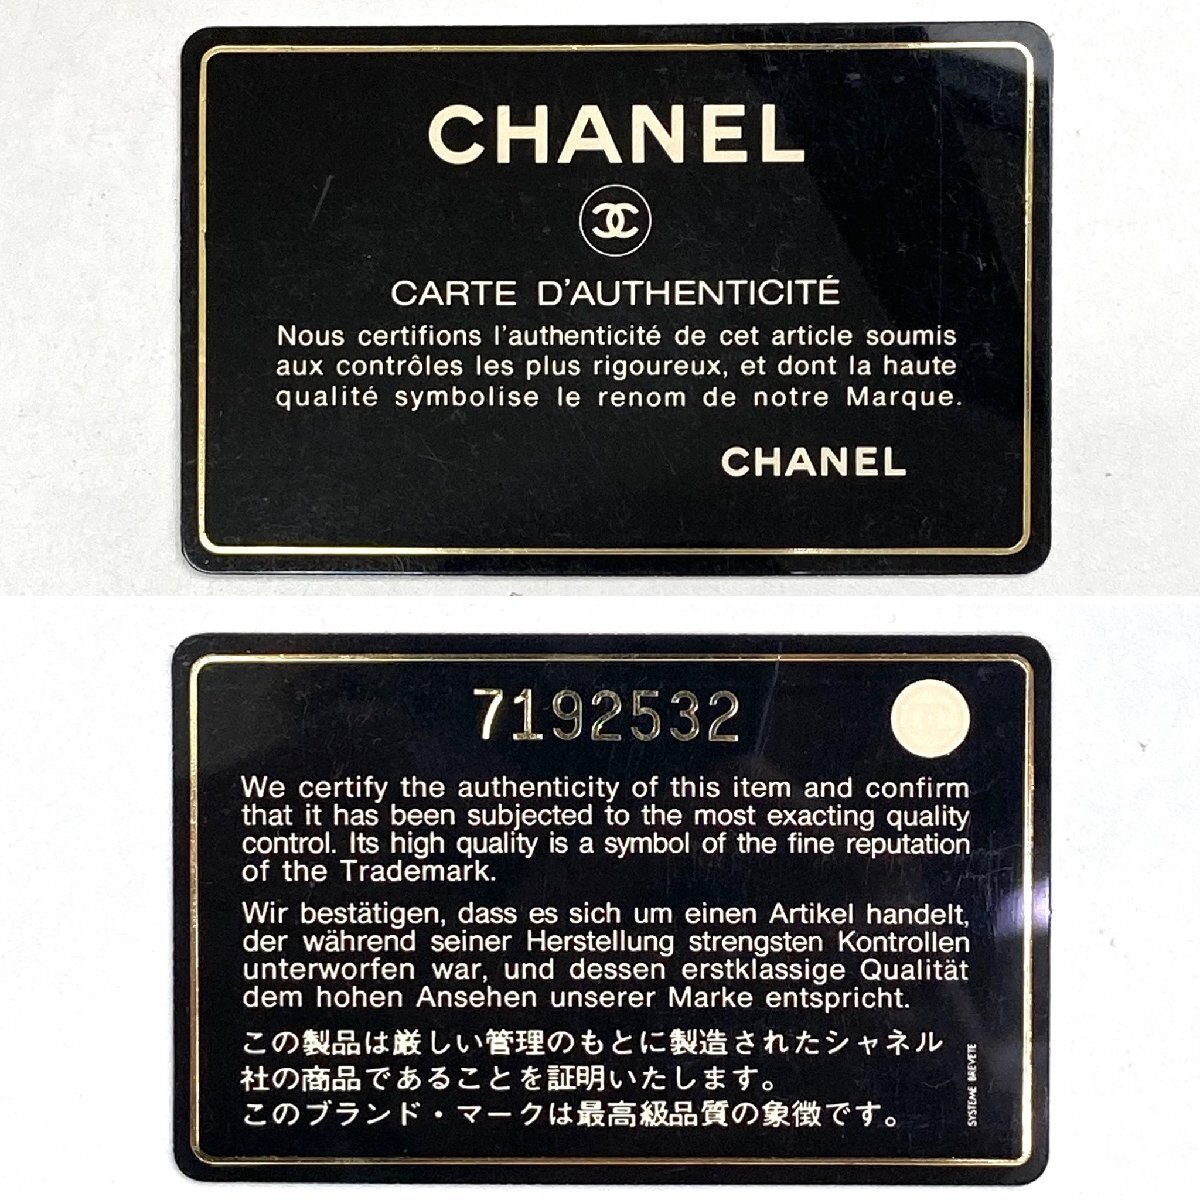 CHANEL
CARTE D'AUTHENTICITÉ
Nous certifions l'authenticité de cet article soumis
aux contrôles les plus rigoureux, et dont la haute
qualité symbolise le renom de notre Marque.
CHANEL
7192532
We certify the authenticity of this item and confirm
that it has been subjected to the most exacting quality
control. Its high quality is a symbol of the fine reputation
of the Trademark.
Wir bestätigen, dass es sich um einen Artikel handelt,
der während seiner Herstellung strengsten Kontrollen
unterworfen war, und dessen erstklassige Qualität
dem hohen Ansehen unserer Marke entspricht.
この製品は厳しい管理のもとに製造されたシャネル
社の商品であることを証明いたします。
このブランド・マークは最高級品質の象徴です。
SYSTEME BREVETE